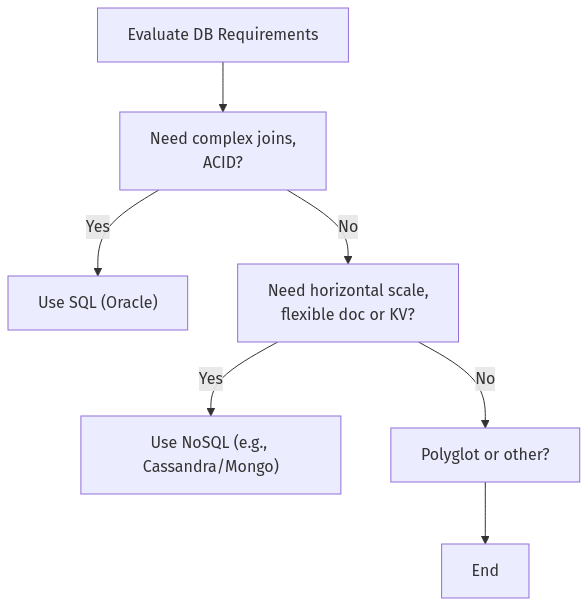 Evaluate DB Requirements
Need complex joins,
ACID?
Yes
No
Use SQL (Oracle)
Need horizontal scale,
flexible doc or KV?
Yes
No
Use NoSQL (e.g.,
Cassandra/Mongo)
Polyglot or other?
End